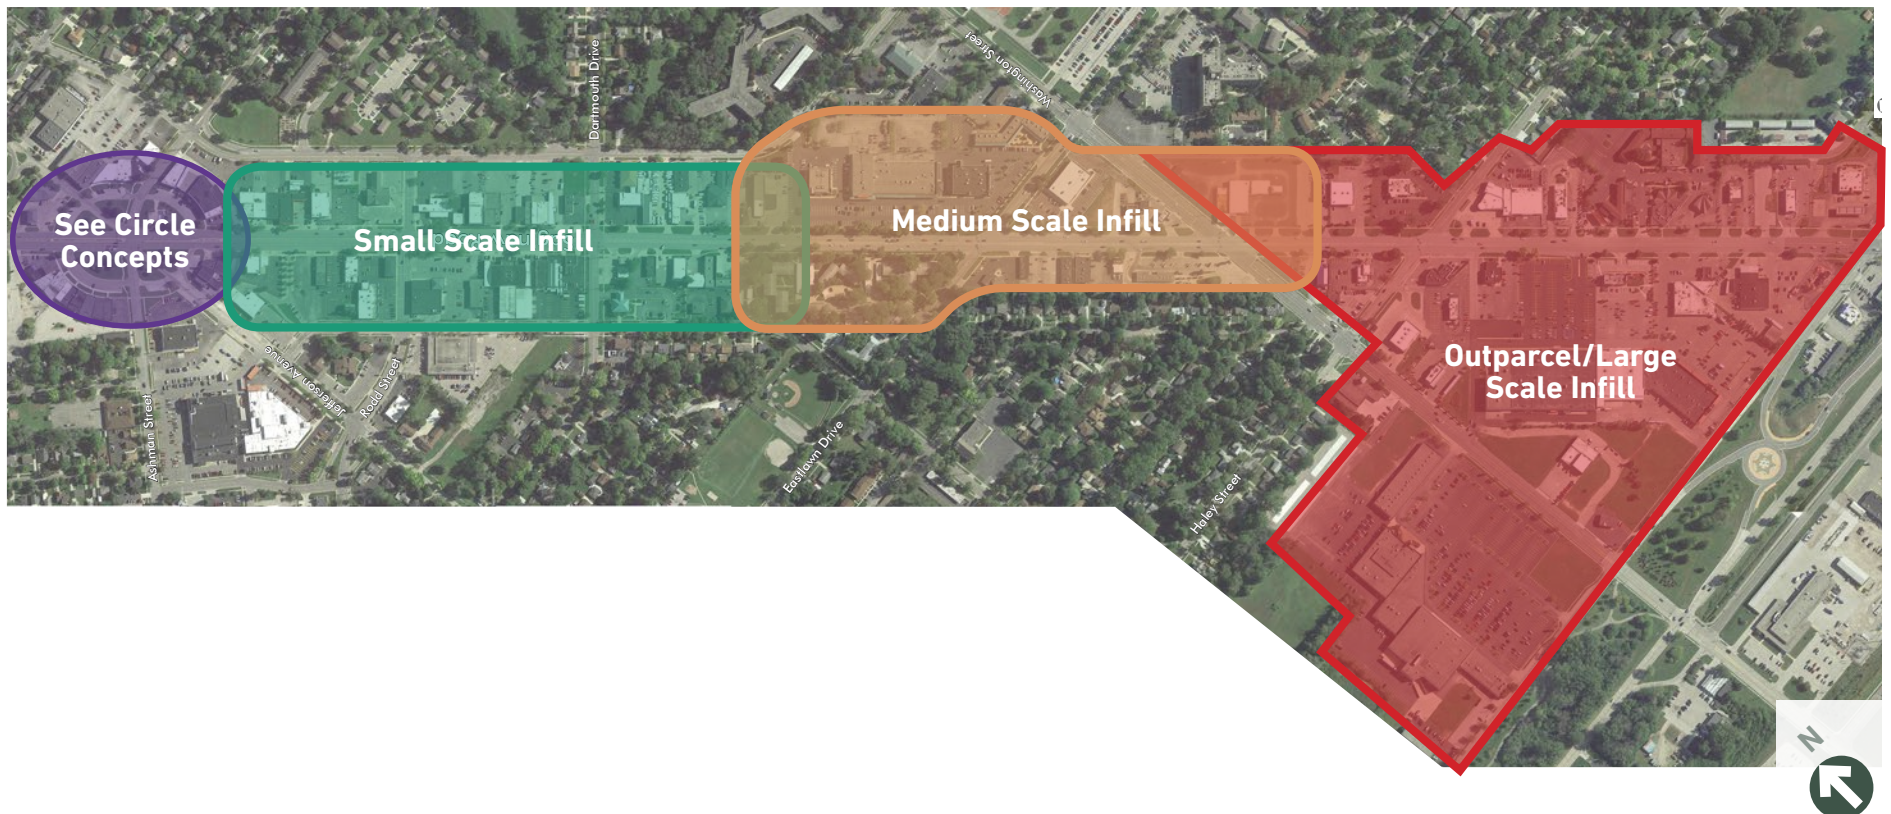 Dartmouth Drive
Washington Street
See Circle
Concepts
Small Scale Infill
Medium Scale Infill
Outparcel/Large
Scale Infill
Ashman Street
Jefferson Avenue
Rodd Street
Eastlawn Drive
Haley Street
N